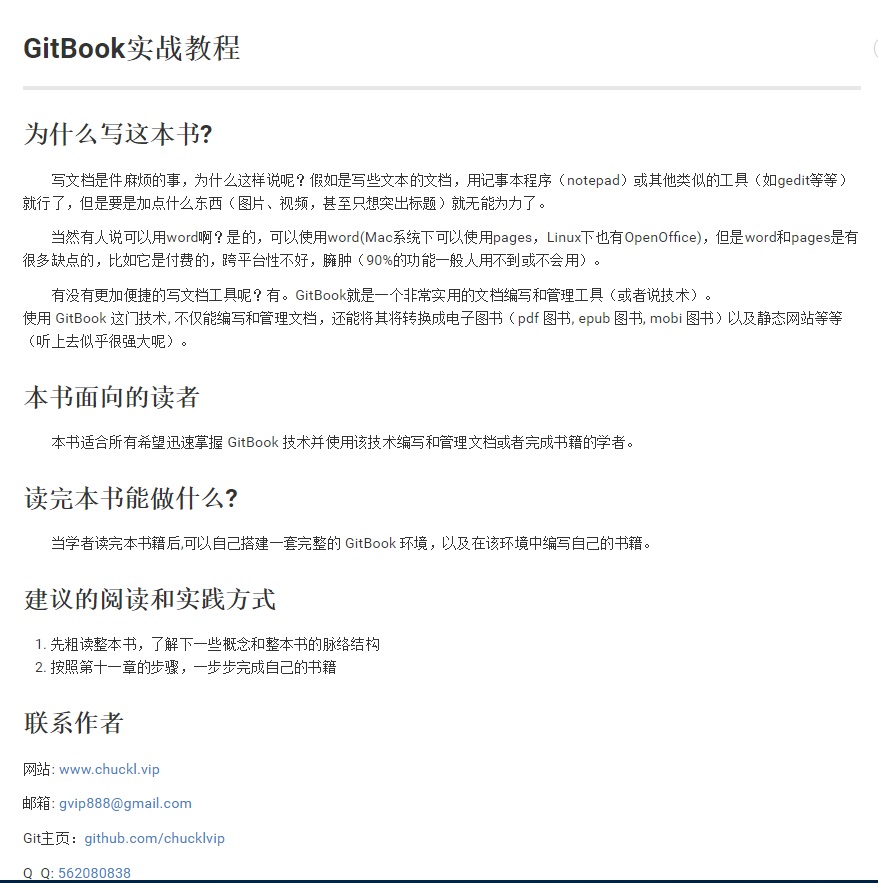 GitBook实战教程
为什么写这本书?
写文档是件麻烦的事，为什么这样说呢？假如是写些文本的文档，用记事本程序（notepad）或其他类似的工具（如gedit等等）
就行了，但是要是加点什么东西（图片、视频，甚至只想突出标题）就无能为力了。
当然有人说可以用word啊？是的，可以使用word(Mac系统下可以使用pages，Linux下也有OpenOffice)，但是word和pages是有
很多缺点的，比如它是付费的，跨平台性不好，臃肿（90%的功能一般人用不到或不会用）。
有没有更加便捷的写文档工具呢？有。GitBook就是一个非常实用的文档编写和管理工具（或者说技术）。
使用 GitBook 这门技术, 不仅能编写和管理文档，还能将其将转换成电子图书（pdf 图书, epub 图书, mobi 图书）以及静态网站等等
（听上去似乎很强大呢）。
本书面向的读者
本书适合所有希望迅速掌握 GitBook 技术并使用该技术编写和管理文档或者完成书籍的学者。
读完本书能做什么?
当学者读完本书籍后,可以自己搭建一套完整的 GitBook 环境，以及在该环境中编写自己的书籍。
建议的阅读和实践方式
1. 先粗读整本书，了解下一些概念和整本书的脉络结构
2. 按照第十一章的步骤，一步步完成自己的书籍
联系作者
网站: www.chuckl.vip
邮箱: gvip888@gmail.com
Git主页：github.com/chucklvip
Q Q: 562080838